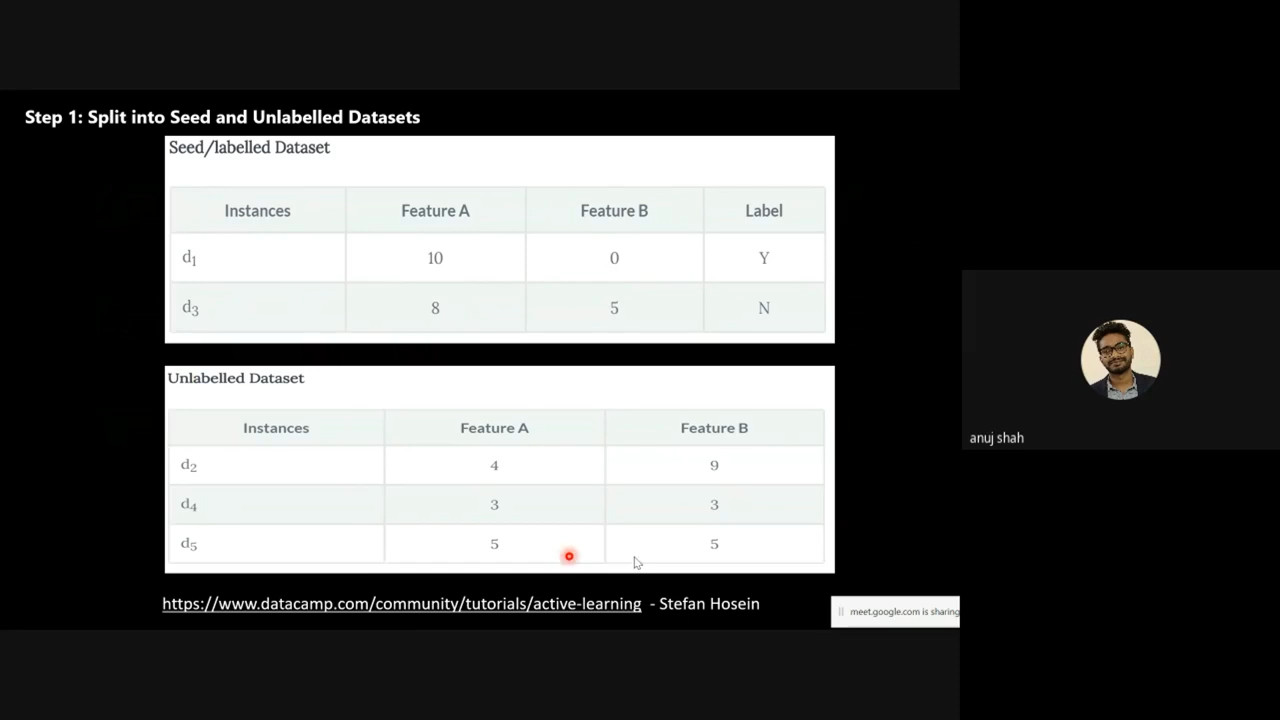 Step 1: Split into Seed and Unlabelled Datasets
Seed/labelled Dataset
Instances Feature A Feature B Label
d1 10 0 Y
d3 8 5 N
Unlabelled Dataset
Instances Feature A Feature B
d2 4 9
d4 3 3
d5 5 5
https://www.datacamp.com/community/tutorials/active-learning - Stefan Hosein
meet.google.com is sharing
anuj shah